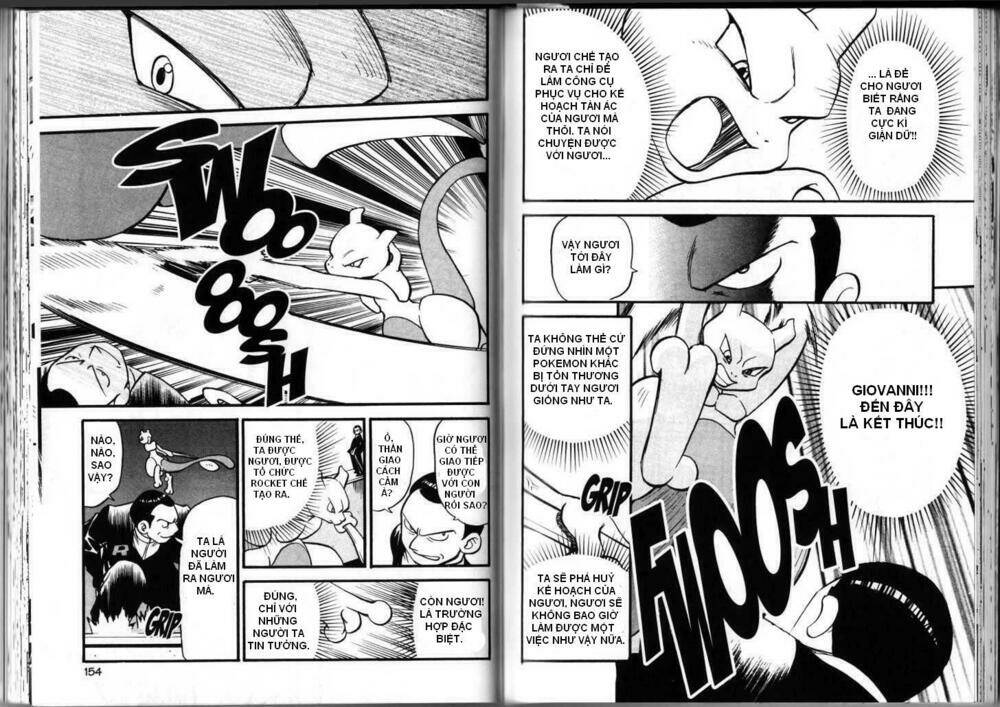 SWOOOOOOSH
NÀO,
NÀO,
SAO
VẬY?
TA LÀ
NGƯỜI
ĐÃ LÀM
RA NGƯƠI
MÀ.
GRIP
ĐÚNG THẾ,
TA ĐƯỢC
NGƯƠI, ĐƯỢC
TỔ CHỨC
ROCKET CHẾ
TẠO RA.
Ồ,
THẦN
GIAO
CÁCH
CẢM
À?
GIỜ NGƯƠI
CÓ THỂ
GIAO TIẾP
ĐƯỢC
VỚI CON
NGƯỜI
RỒI SAO?
ĐÚNG,
CHỈ VỚI
NHỮNG
NGƯỜI TA
TIN TƯỞNG.
CÒN NGƯƠI!
LÀ TRƯỜNG
HỢP ĐẶC
BIỆT.
154
NGƯƠI CHẾ TẠO
RA TA CHỈ ĐỂ
LÀM CÔNG CỤ
PHỤC VỤ CHO KẾ
HOẠCH TÀN ÁC
CỦA NGƯƠI MÀ
THÔI. TA NÓI
CHUYỆN ĐƯỢC
VỚI NGƯƠI...
... LÀ ĐỂ
CHO NGƯƠI
BIẾT RẰNG
TA ĐANG
CỰC KÌ
GIẬN DỮ!!
VẬY NGƯƠI
TỚI ĐÂY
LÀM GÌ?
TA KHÔNG THỂ CỨ
ĐỨNG NHÌN MỘT
POKEMON KHÁC
BỊ TỔN THƯƠNG
DƯỚI TAY NGƯƠI
GIỐNG NHƯ TA.
GIOVANNI!!!
ĐẾN ĐÂY
LÀ KẾT THÚC!!
GRIP
FWOOSH
TA SẼ PHÁ HUỶ
KẾ HOẠCH CỦA
NGƯƠI, NGƯƠI SẼ
KHÔNG BAO GIỜ
LÀM ĐƯỢC MỘT
VIỆC NHƯ VẬY NỮA.